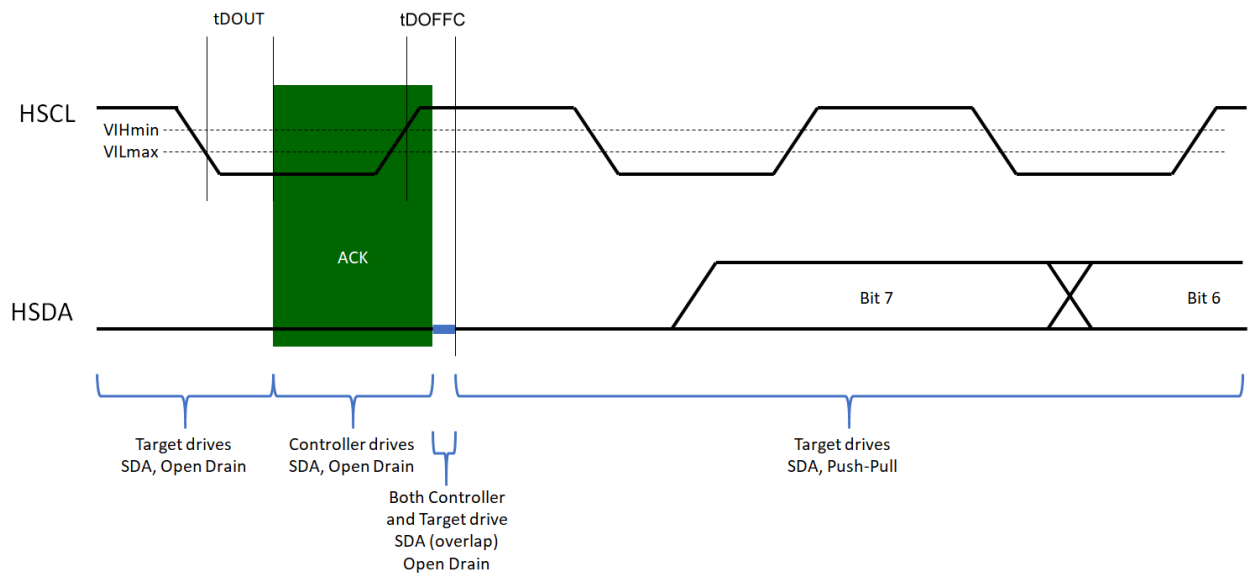 tDOUT
tDOFFC
HSCL
VIHmin
VILmax
ACK
HSDA
Bit 7
Bit 6
Target drives
SDA, Open Drain
Controller drives
SDA, Open Drain
Both Controller
and Target drive
SDA (overlap)
Open Drain
Target drives
SDA, Push-Pull